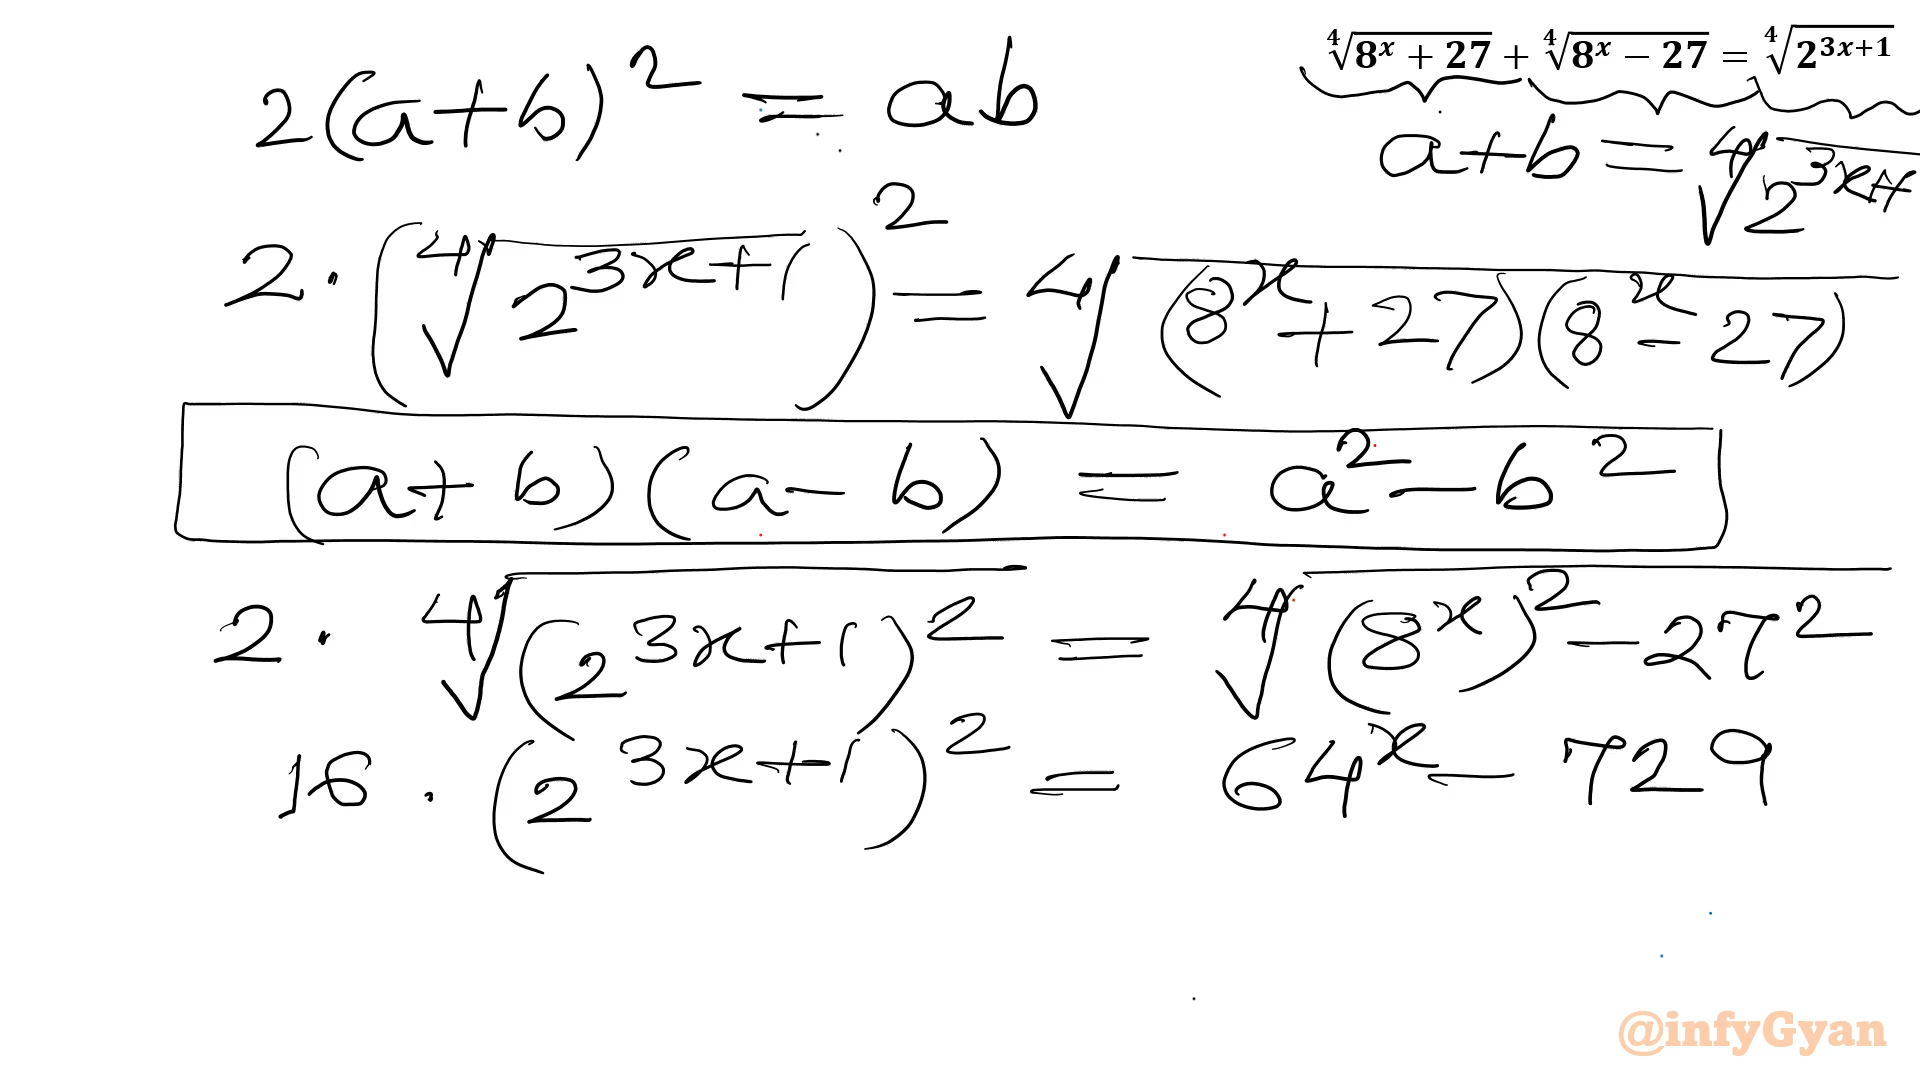 ∜(8^x + 27) + ∜(8^x − 27) = ∜(2^(3x+1))
2(a+b)^2 = ab
a+b = ∜(2^(3x+1
2 · (∜(2^(3x+1)))^2 = ∜((8^x + 27)(8^x − 27))
(a+b)(a−b) = a^2 − b^2
2 · ∜((2^(3x+1))^2) = ∜((8^x)^2 − 27^2)
16 · (2^(3x+1))^2 = 64^x − 729
@infyGyan